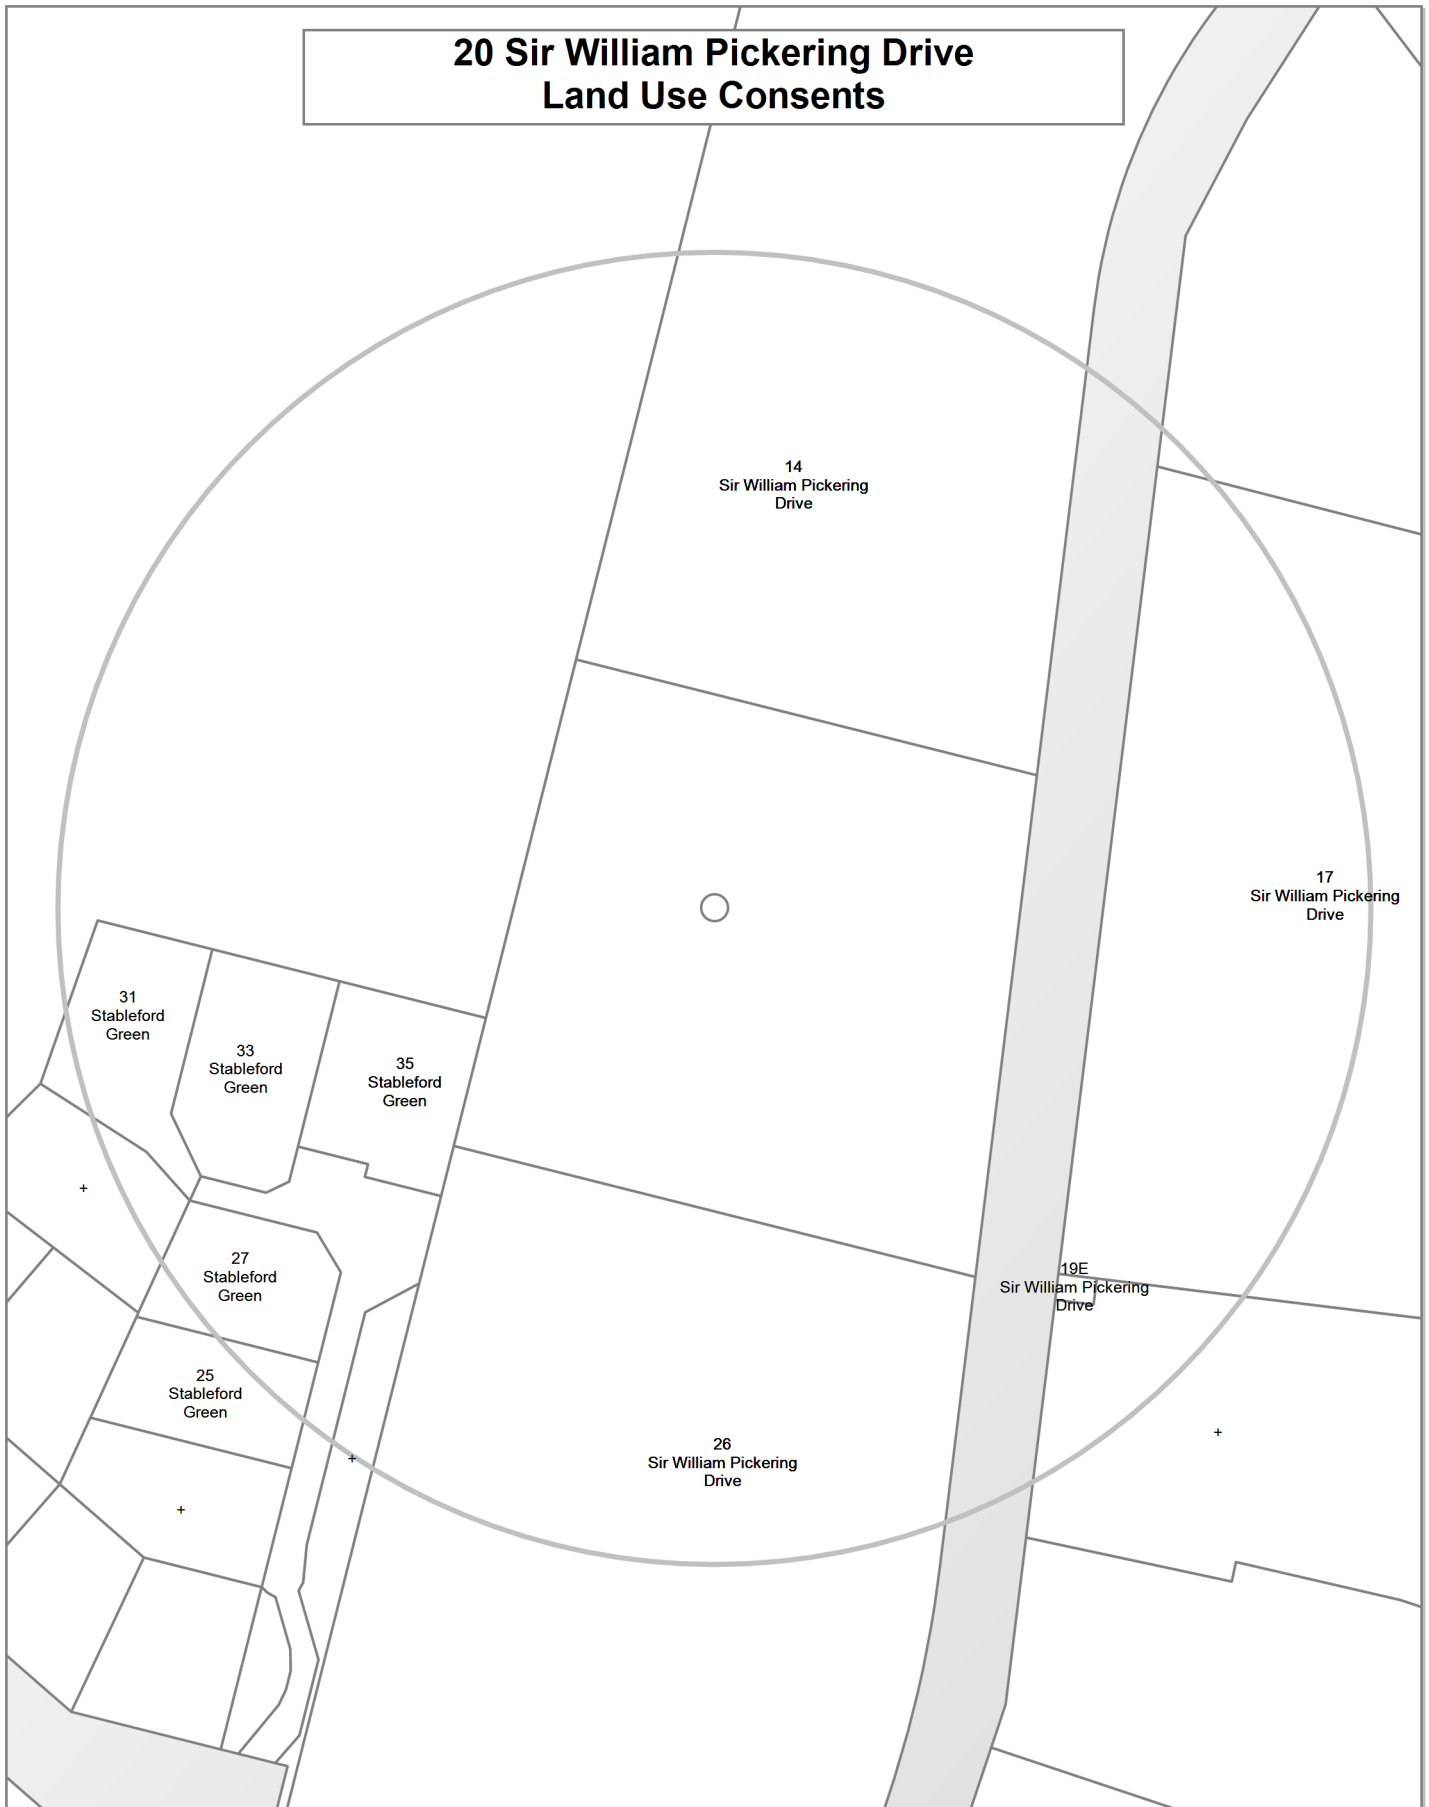 20 Sir William Pickering Drive
Land Use Consents
14
Sir William Pickering
Drive
17
Sir William Pickering
Drive
31
Stableford
Green
33
Stableford
Green
35
Stableford
Green
27
Stableford
Green
19E
Sir William Pickering
Drive
25
Stableford
Green
26
Sir William Pickering
Drive